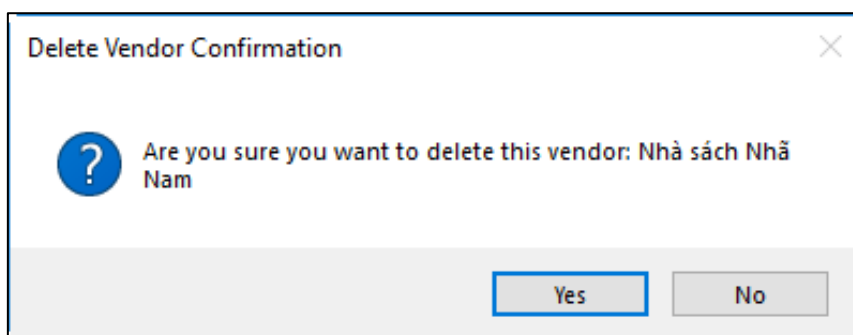 Delete Vendor Confirmation
?
Are you sure you want to delete this vendor: Nhà sách Nhã
Nam
Yes No